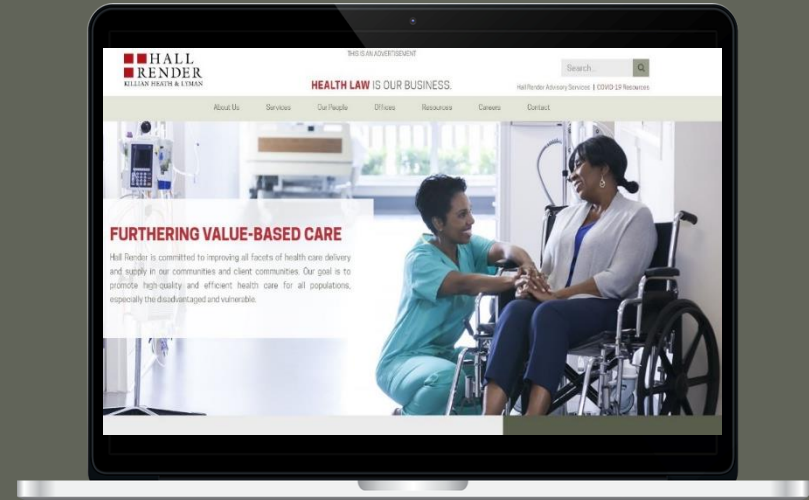 HALL
RENDER
KILLIAN HEATH & LYMAN
THIS IS AN ADVERTISEMENT
HEALTH LAW IS OUR BUSINESS.
Search...
Hall Render Advisory Services | COVID-19 Resources
About Us Services Our People Offices Resources Careers Contact
FURTHERING VALUE-BASED CARE
Hall Render is committed to improving all facets of health care delivery
and supply in our communities and client communities. Our goal is to
promote high-quality and efficient health care for all populations,
especially the disadvantaged and vulnerable.